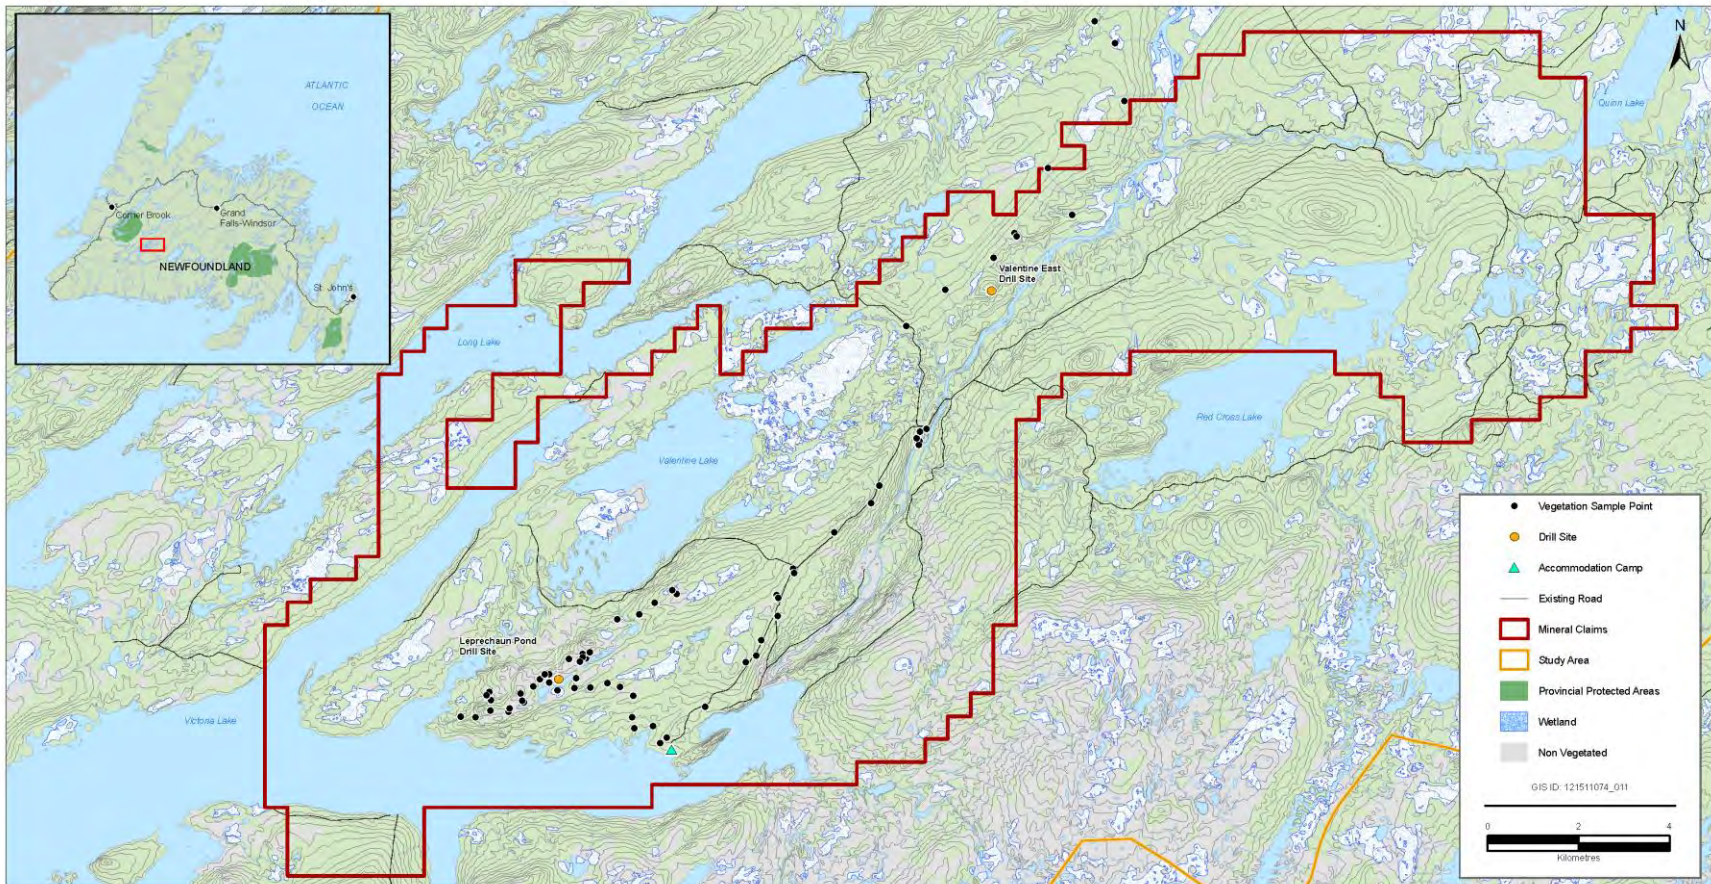 ATLANTIC
OCEAN
Corner Brook
Grand
Falls-Windsor
NEWFOUNDLAND
St. John's
N
Quinn Lake
Valentine East
Drill Site
Long Lake
Red Cross Lake
Valentine Lake
Leprechaun Pond
Drill Site
Victoria Lake
Vegetation Sample Point
Drill Site
Accommodation Camp
Existing Road
Mineral Claims
Study Area
Provincial Protected Areas
Wetland
Non Vegetated
GIS ID: 121511074_011
0 2 4
Kilometres